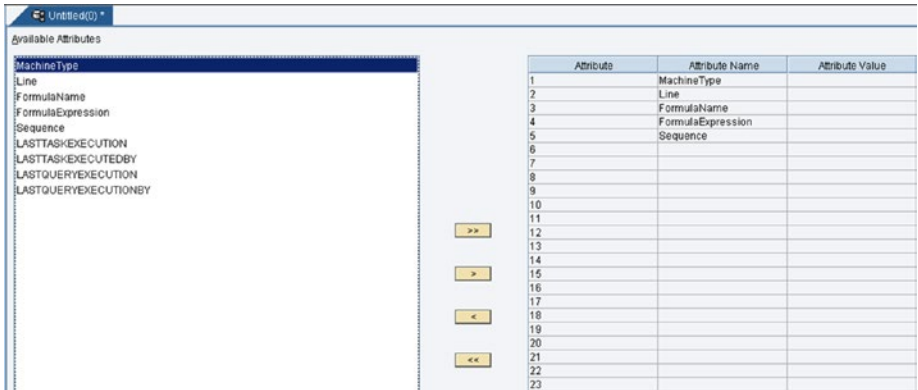 Untitled(0) *
Available Attributes
MachineType
Line
FormulaName
FormulaExpression
Sequence
LASTTASKEXECUTION
LASTTASKEXECUTEDBY
LASTQUERYEXECUTION
LASTQUERYEXECUTIONBY
>>
>
<
<<
Attribute Attribute Name Attribute Value
1 MachineType
2 Line
3 FormulaName
4 FormulaExpression
5 Sequence
6
7
8
9
10
11
12
13
14
15
16
17
18
19
20
21
22
23